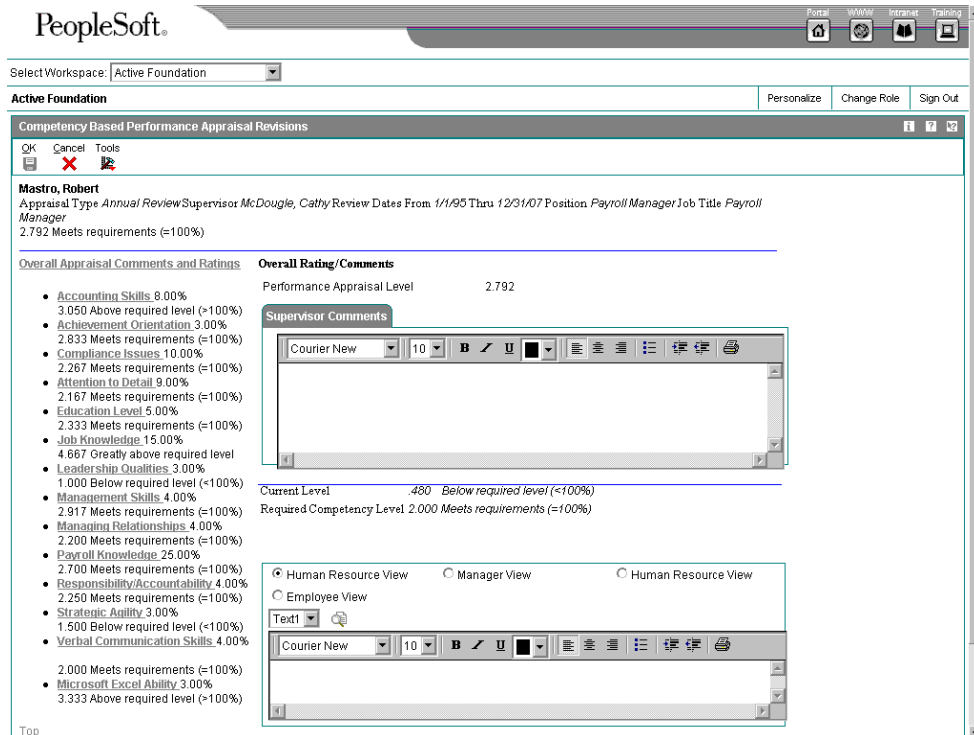 Portal WWW Intranet Training
PeopleSoft.
Select Workspace: Active Foundation
Active Foundation
Personalize Change Role Sign Out
Competency Based Performance Appraisal Revisions
OK Cancel Tools
Mastro, Robert
Appraisal Type Annual Review Supervisor McDougle, Cathy Review Dates From 1/1/95 Thru 12/31/07 Position Payroll Manager Job Title Payroll
Manager
2.792 Meets requirements (=100%)
Overall Appraisal Comments and Ratings
Accounting Skills 8.00%
3.050 Above required level (>100%)
Achievement Orientation 3.00%
2.833 Meets requirements (=100%)
Compliance Issues 10.00%
2.267 Meets requirements (=100%)
Attention to Detail 9.00%
2.167 Meets requirements (=100%)
Education Level 5.00%
2.333 Meets requirements (=100%)
Job Knowledge 15.00%
4.667 Greatly above required level
Leadership Qualities 3.00%
1.000 Below required level (<100%)
Management Skills 4.00%
2.917 Meets requirements (=100%)
Managing Relationships 4.00%
2.200 Meets requirements (=100%)
Payroll Knowledge 25.00%
2.700 Meets requirements (=100%)
Responsibility/Accountability 4.00%
2.250 Meets requirements (=100%)
Strategic Agility 3.00%
1.500 Below required level (<100%)
Verbal Communication Skills 4.00%
2.000 Meets requirements (=100%)
Microsoft Excel Ability 3.00%
3.333 Above required level (>100%)
Top
Overall Rating/Comments
Performance Appraisal Level 2.792
Supervisor Comments
Courier New 10 B I U
Current Level .480 Below required level (<100%)
Required Competency Level 2.000 Meets requirements (=100%)
Human Resource View Manager View Human Resource View
Employee View
Text1
Courier New 10 B I U